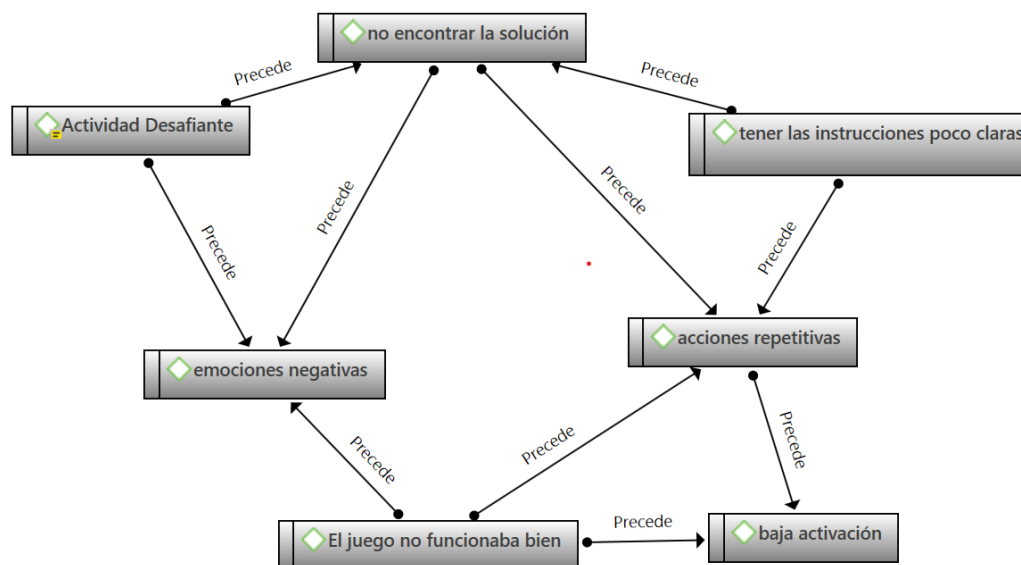 no encontrar la solución
Precede
Precede
Actividad Desafiante
tener las instrucciones poco claras
Precede
Precede
Precede
Precede
acciones repetitivas
emociones negativas
Precede
Precede
Precede
El juego no funcionaba bien
Precede
baja activación